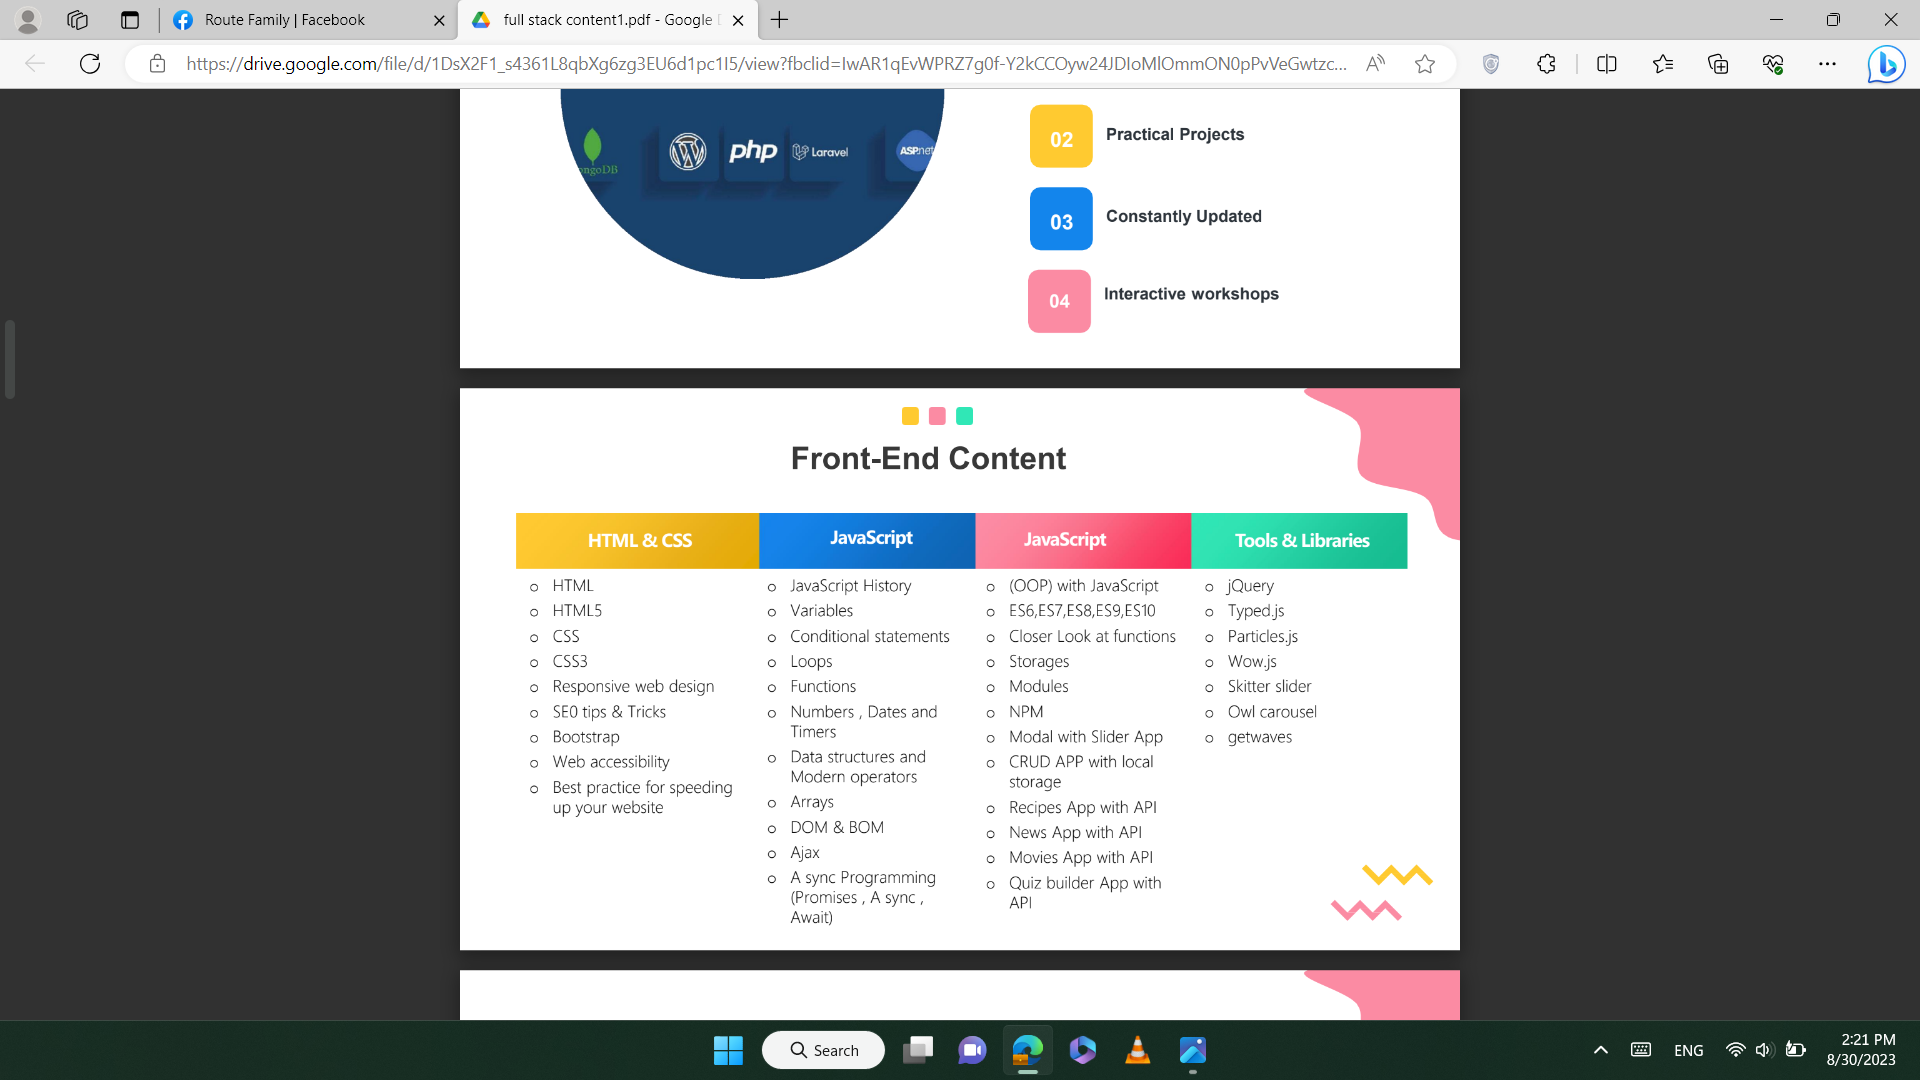 Route Family | Facebook
full stack content1.pdf - Google
https://drive.google.com/file/d/1DsX2F1_s4361L8qbXg6zg3EU6d1pc1I5/view?fbclid=IwAR1qEvWPRZ7g0f-Y2kCCOyw24JDIoMlOmmON0pPvVeGwtzc...
ongoDB
php
Laravel
ASP.net
02
Practical Projects
03
Constantly Updated
04
Interactive workshops
Front-End Content
HTML & CSS
HTML
HTML5
CSS
CSS3
Responsive web design
SE0 tips & Tricks
Bootstrap
Web accessibility
Best practice for speeding
up your website
JavaScript
JavaScript History
Variables
Conditional statements
Loops
Functions
Numbers , Dates and
Timers
Data structures and
Modern operators
Arrays
DOM & BOM
Ajax
A sync Programming
(Promises , A sync ,
Await)
JavaScript
(OOP) with JavaScript
ES6,ES7,ES8,ES9,ES10
Closer Look at functions
Storages
Modules
NPM
Modal with Slider App
CRUD APP with local
storage
Recipes App with API
News App with API
Movies App with API
Quiz builder App with
API
Tools & Libraries
jQuery
Typed.js
Particles.js
Wow.js
Skitter slider
Owl carousel
getwaves
Search
ENG
2:21 PM
8/30/2023